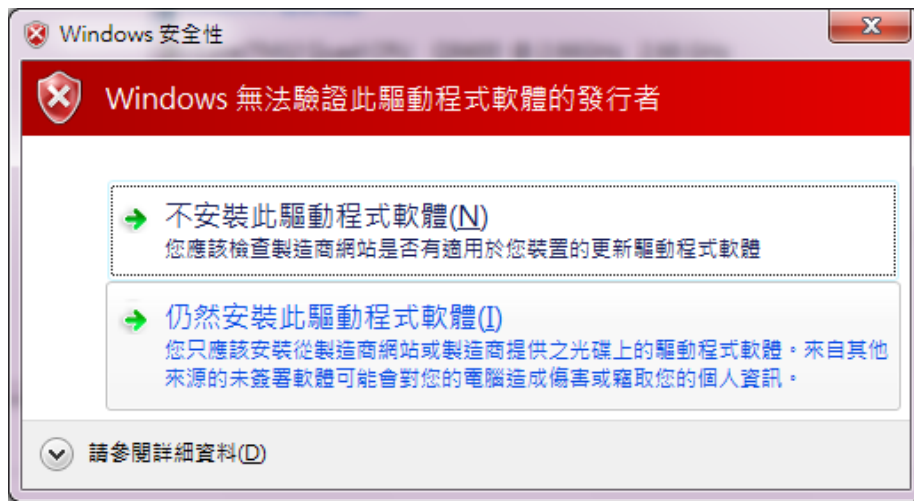 Windows 安全性
Windows 無法驗證此驅動程式軟體的發行者
不安裝此驅動程式軟體(N)
您應該檢查製造商網站是否有適用於您裝置的更新驅動程式軟體
仍然安裝此驅動程式軟體(I)
您只應該安裝從製造商網站或製造商提供之光碟上的驅動程式軟體。來自其他
來源的未簽署軟體可能會對您的電腦造成傷害或竊取您的個人資訊。
請參閱詳細資料(D)